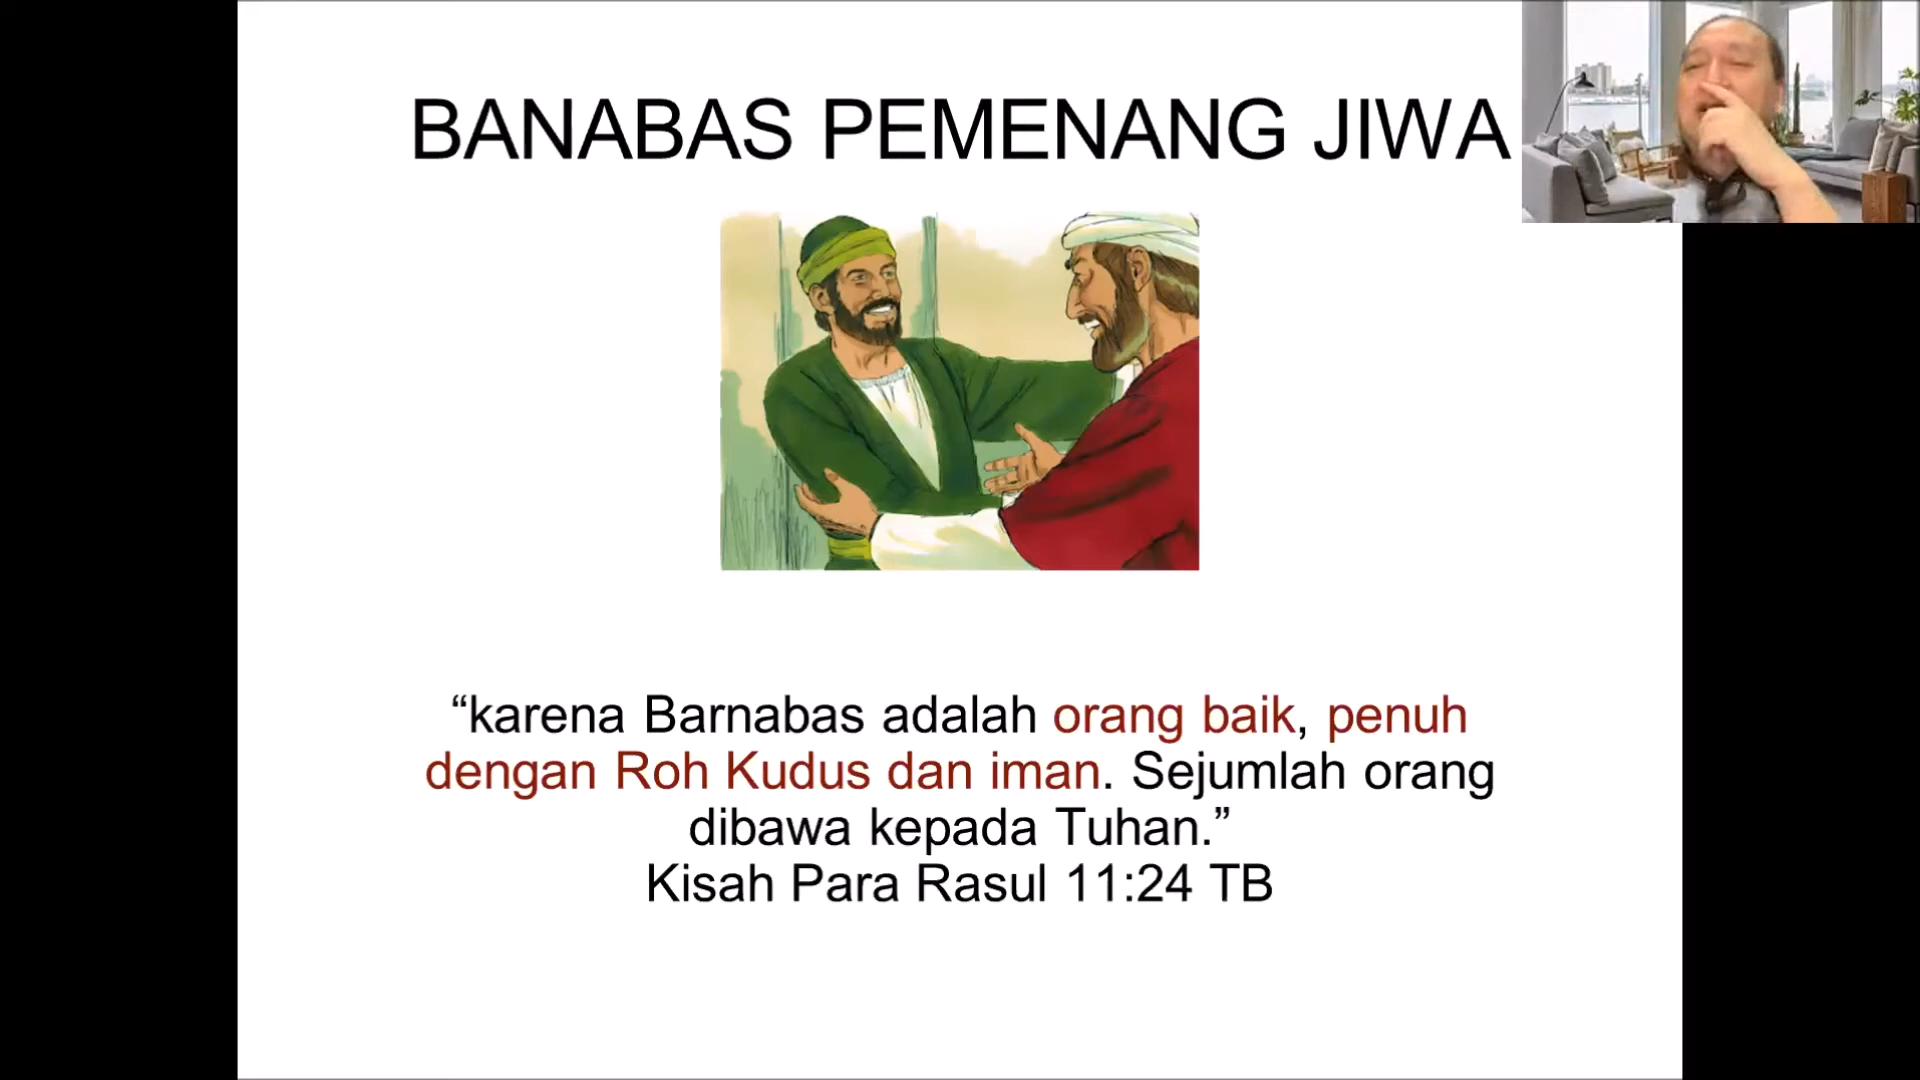 BANABAS PEMENANG JIWA
“karena Barnabas adalah orang baik, penuh
dengan Roh Kudus dan iman. Sejumlah orang
dibawa kepada Tuhan.”
Kisah Para Rasul 11:24 TB